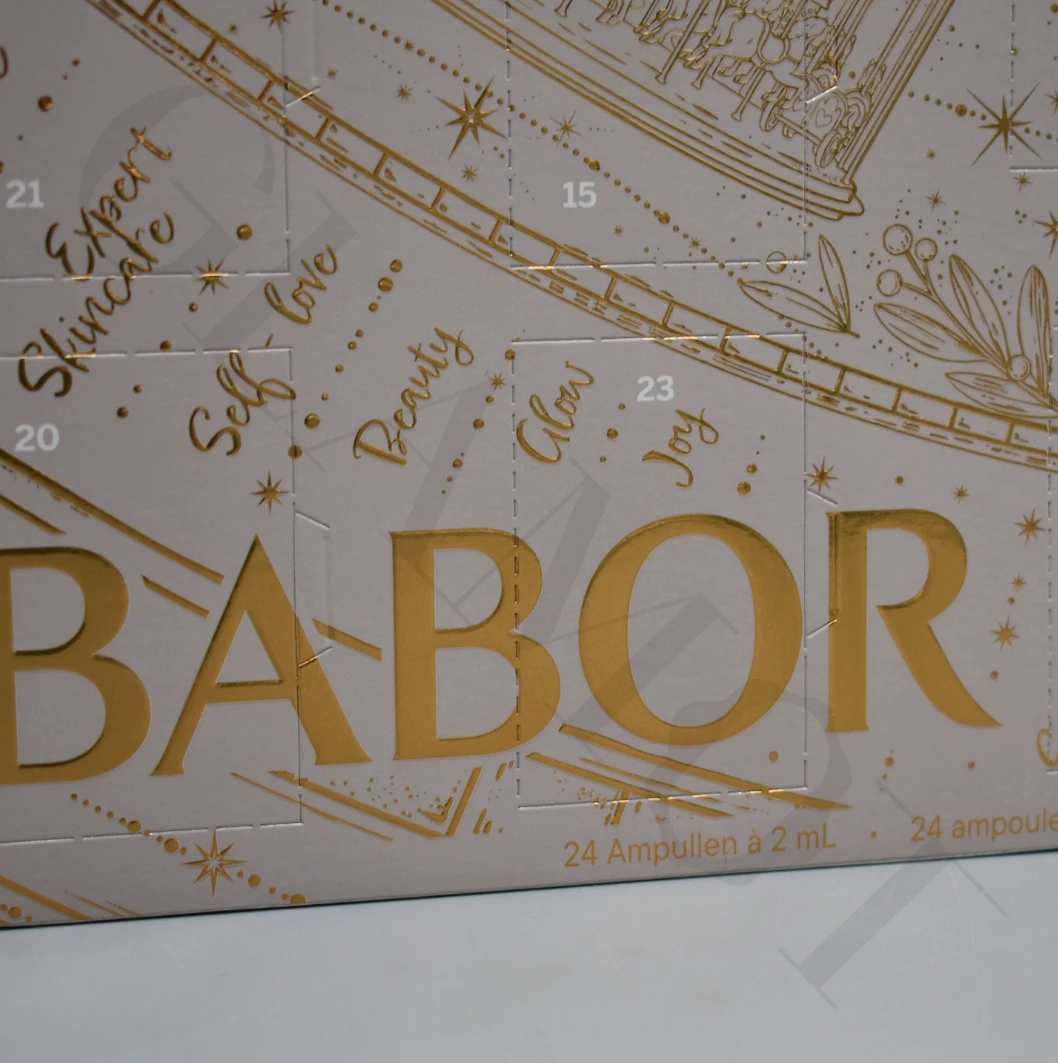 21
15
Expert
Skincare
Self-love
Beauty
Glow
23
Joy
20
BABOR
24 Ampullen à 2 mL • 24 ampoule